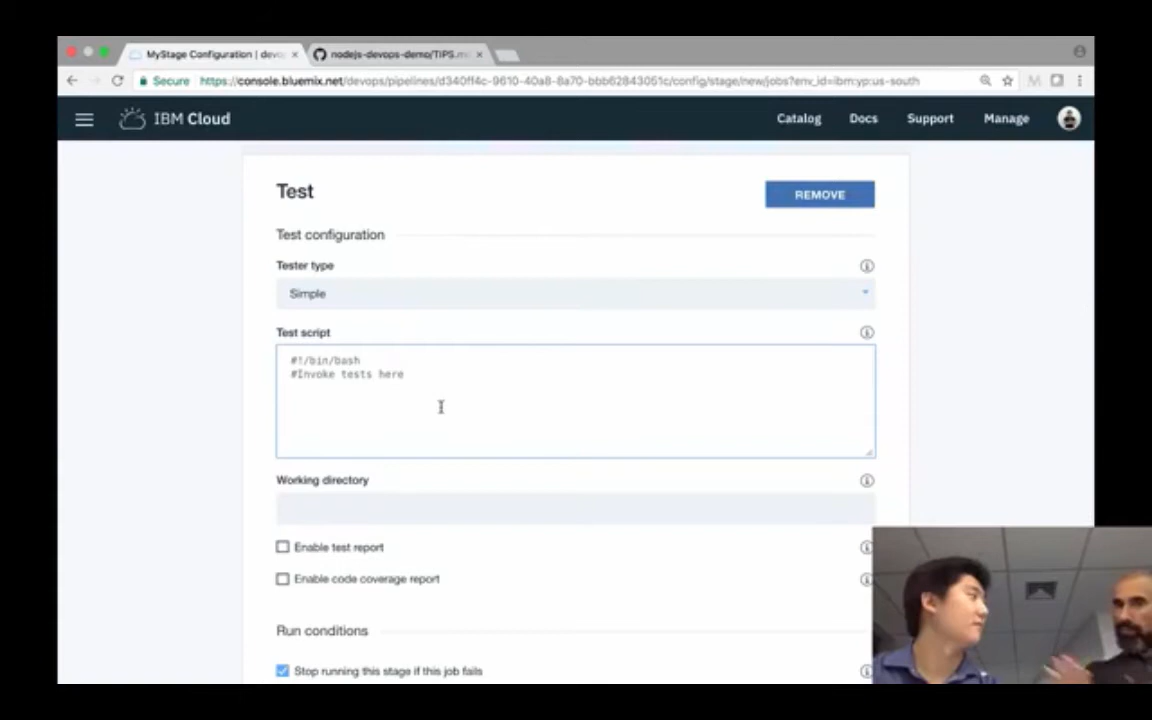 MyStage Configuration | devo
nodejs-devops-demo/TIPS.m
Secure https://console.bluemix.net/devops/pipelines/d340ff4c-9610-40a8-8a70-bbb62843051c/config/stage/new/jobs?env_id=ibm:yp:us-south
IBM Cloud
Catalog Docs Support Manage
Test
REMOVE
Test configuration
Tester type
Simple
Test script
#!/bin/bash
#Invoke tests here
Working directory
Enable test report
Enable code coverage report
Run conditions
Stop running this stage if this job fails